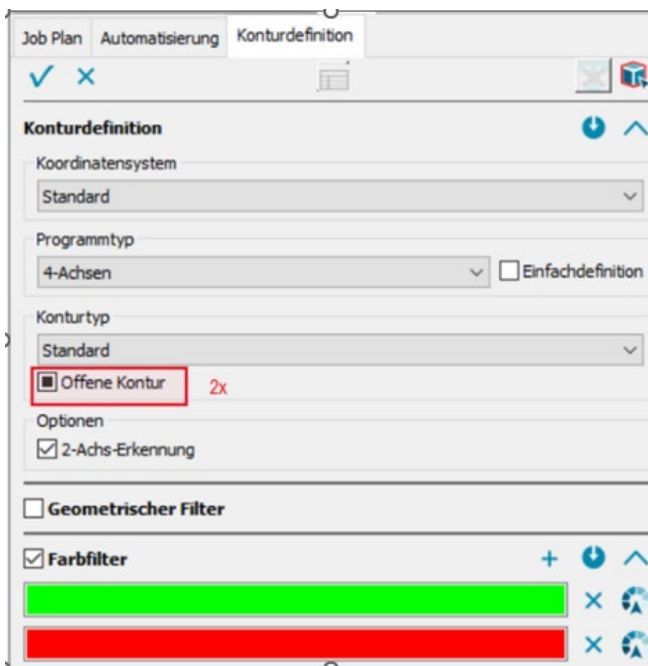 Job Plan Automatisierung Konturdefinition
Konturdefinition
Koordinatensystem
Standard
Programmtyp
4-Achsen Einfachdefinition
Konturtyp
Standard
Offene Kontur 2x
Optionen
2-Achs-Erkennung
Geometrischer Filter
Farbfilter